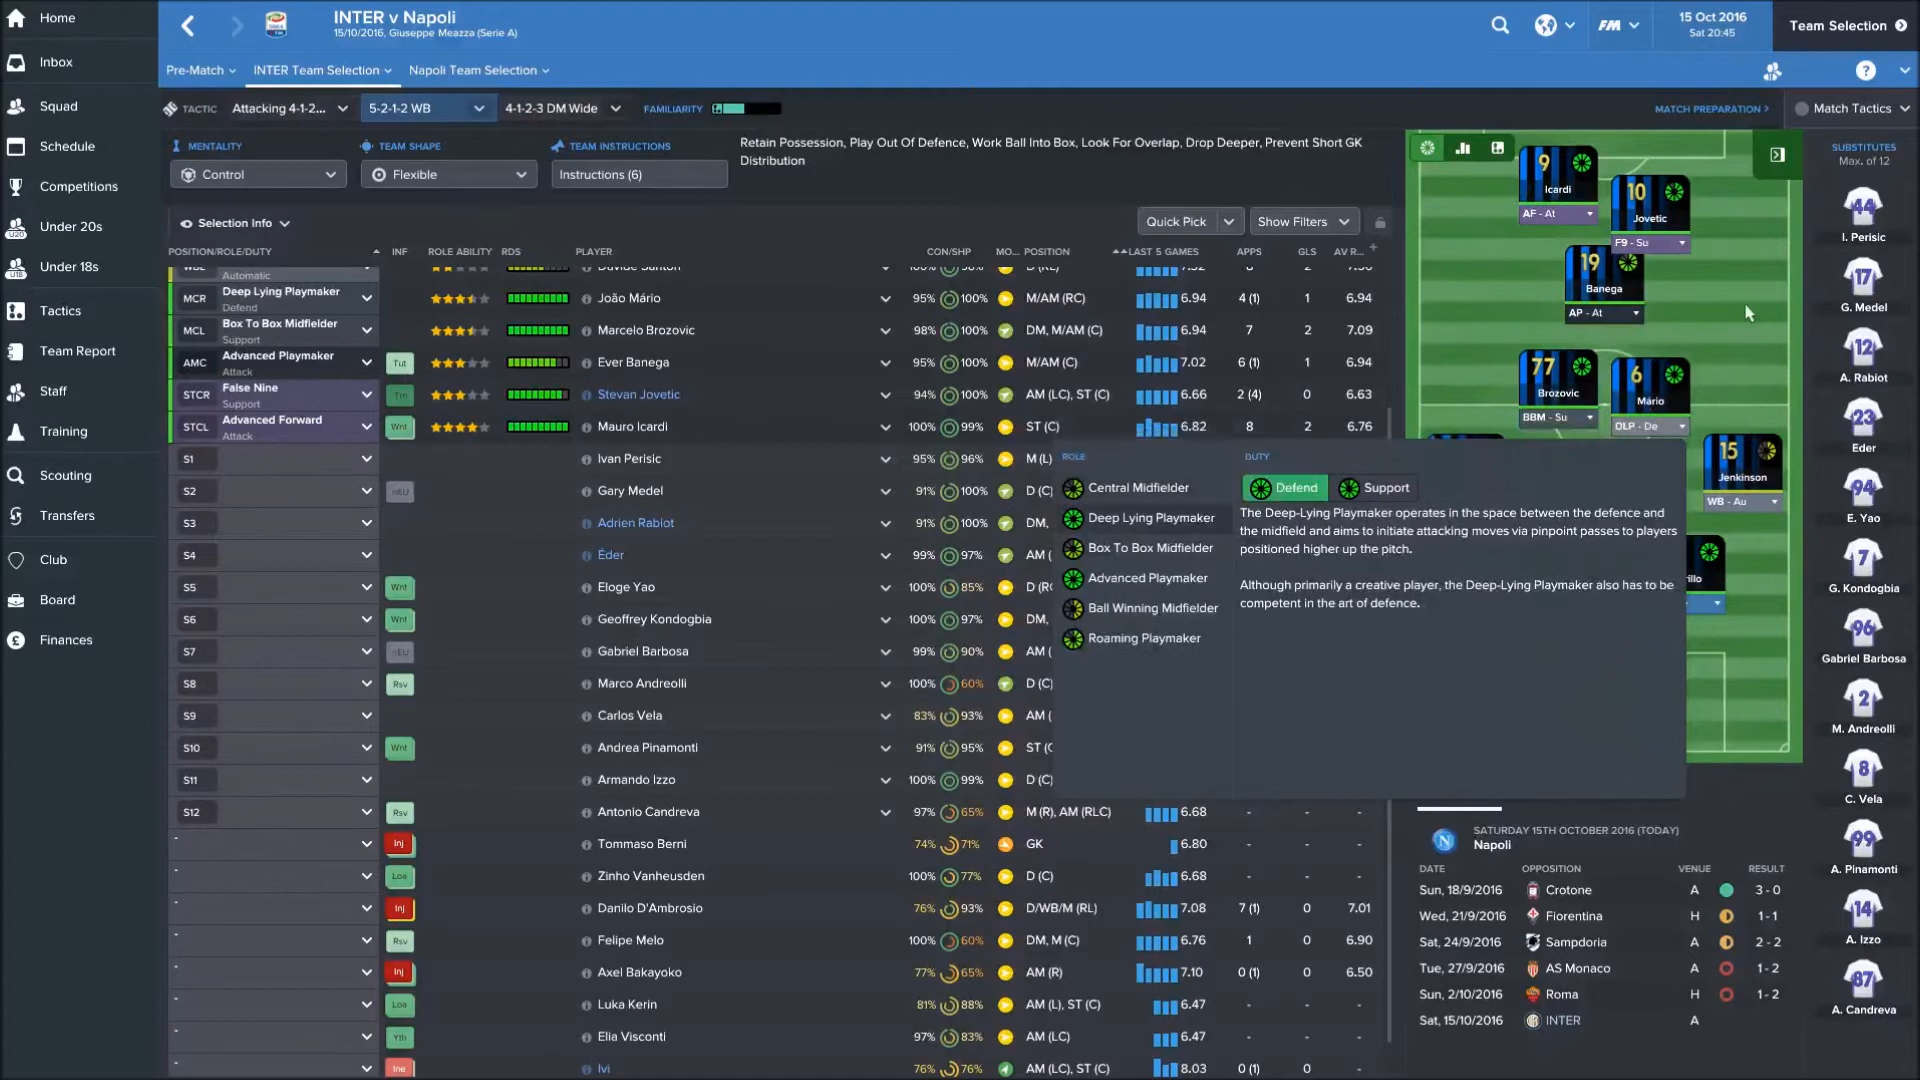 Home
Inbox
Squad
Schedule
Competitions
Under 20s
Under 18s
Tactics
Team Report
Staff
Training
Scouting
Transfers
Club
Board
Finances
INTER v Napoli
15/10/2016, Giuseppe Meazza (Serie A)
FM
15 Oct 2016
Sat 20:45
Team Selection
Pre-Match
INTER Team Selection
Napoli Team Selection
TACTIC
Attacking 4-1-2...
5-2-1-2 WB
4-1-2-3 DM Wide
FAMILIARITY
MATCH PREPARATION >
Match Tactics
MENTALITY
Control
TEAM SHAPE
Flexible
TEAM INSTRUCTIONS
Instructions (6)
Retain Possession, Play Out Of Defence, Work Ball Into Box, Look For Overlap, Drop Deeper, Prevent Short GK
Distribution
Selection Info
Quick Pick
Show Filters
POSITION/ROLE/DUTY INF ROLE ABILITY RDS PLAYER CON/SHP MO... POSITION LAST 5 GAMES APPS GLS AV R...
Automatic
MCR Deep Lying Playmaker Defend João Mário 95% 100% M/AM (RC) 6.94 4 (1) 1 6.94
MCL Box To Box Midfielder Support Marcelo Brozovic 98% 100% DM, M/AM (C) 6.94 7 2 7.09
AMC Advanced Playmaker Attack Tut Ever Banega 95% 100% M/AM (C) 7.02 6 (1) 1 6.94
STCR False Nine Support Stevan Jovetic 94% 100% AM (LC), ST (C) 6.66 2 (4) 0 6.63
STCL Advanced Forward Attack Wnt Mauro Icardi 100% 99% ST (C) 6.82 8 2 6.76
S1 Ivan Perisic 95% 96% M (L)
S2 nEU Gary Medel 91% 100% D (C)
S3 Adrien Rabiot 91% 100% DM,
S4 Éder 99% 97% AM (
S5 Wnt Eloge Yao 100% 85% D (RC
S6 Wnt Geoffrey Kondogbia 100% 97% DM,
S7 nEU Gabriel Barbosa 99% 90% AM (
S8 Rsv Marco Andreolli 100% 60% D (C)
S9 Carlos Vela 83% 93% AM (
S10 Wnt Andrea Pinamonti 91% 95% ST (C
S11 Armando Izzo 100% 99% D (C)
S12 Rsv Antonio Candreva 97% 65% M (R), AM (RLC) 6.68 - - -
- Inj Tommaso Berni 74% 71% GK 6.80 - - -
- Loa Zinho Vanheusden 100% 77% D (C) 6.68 - - -
- Inj Danilo D'Ambrosio 76% 93% D/WB/M (RL) 7.08 7 (1) 0 7.01
- Rsv Felipe Melo 100% 60% DM, M (C) 6.76 1 0 6.90
- Inj Axel Bakayoko 77% 65% AM (R) 7.10 0 (1) 0 6.50
- Loa Luka Kerin 81% 88% AM (L), ST (C) 6.47 - - -
- Yth Elia Visconti 97% 83% AM (LC) 6.47 - - -
- Ine Ivi 76% 76% AM (LC), ST (C) 8.03 0 (1) 0
ROLE
Central Midfielder
Deep Lying Playmaker
Box To Box Midfielder
Advanced Playmaker
Ball Winning Midfielder
Roaming Playmaker
DUTY
Defend
Support
The Deep-Lying Playmaker operates in the space between the defence and
the midfield and aims to initiate attacking moves via pinpoint passes to players
positioned higher up the pitch.
Although primarily a creative player, the Deep-Lying Playmaker also has to be
competent in the art of defence.
9
Icardi
AF - At
10
Jovetic
F9 - Su
19
Banega
AP - At
77
Brozovic
BBM - Su
6
Mário
DLP - De
15
Jenkinson
WB - Au
illo
SUBSTITUTES
Max. of 12
44
I. Perisic
17
G. Medel
12
A. Rabiot
23
Eder
94
E. Yao
7
G. Kondogbia
96
Gabriel Barbosa
2
M. Andreolli
8
C. Vela
99
A. Pinamonti
14
A. Izzo
87
A. Candreva
SATURDAY 15TH OCTOBER 2016 (TODAY)
Napoli
DATE OPPOSITION VENUE RESULT
Sun, 18/9/2016 Crotone A 3 - 0
Wed, 21/9/2016 Fiorentina H 1 - 1
Sat, 24/9/2016 Sampdoria A 2 - 2
Tue, 27/9/2016 AS Monaco A 1 - 2
Sun, 2/10/2016 Roma H 1 - 2
Sat, 15/10/2016 INTER A